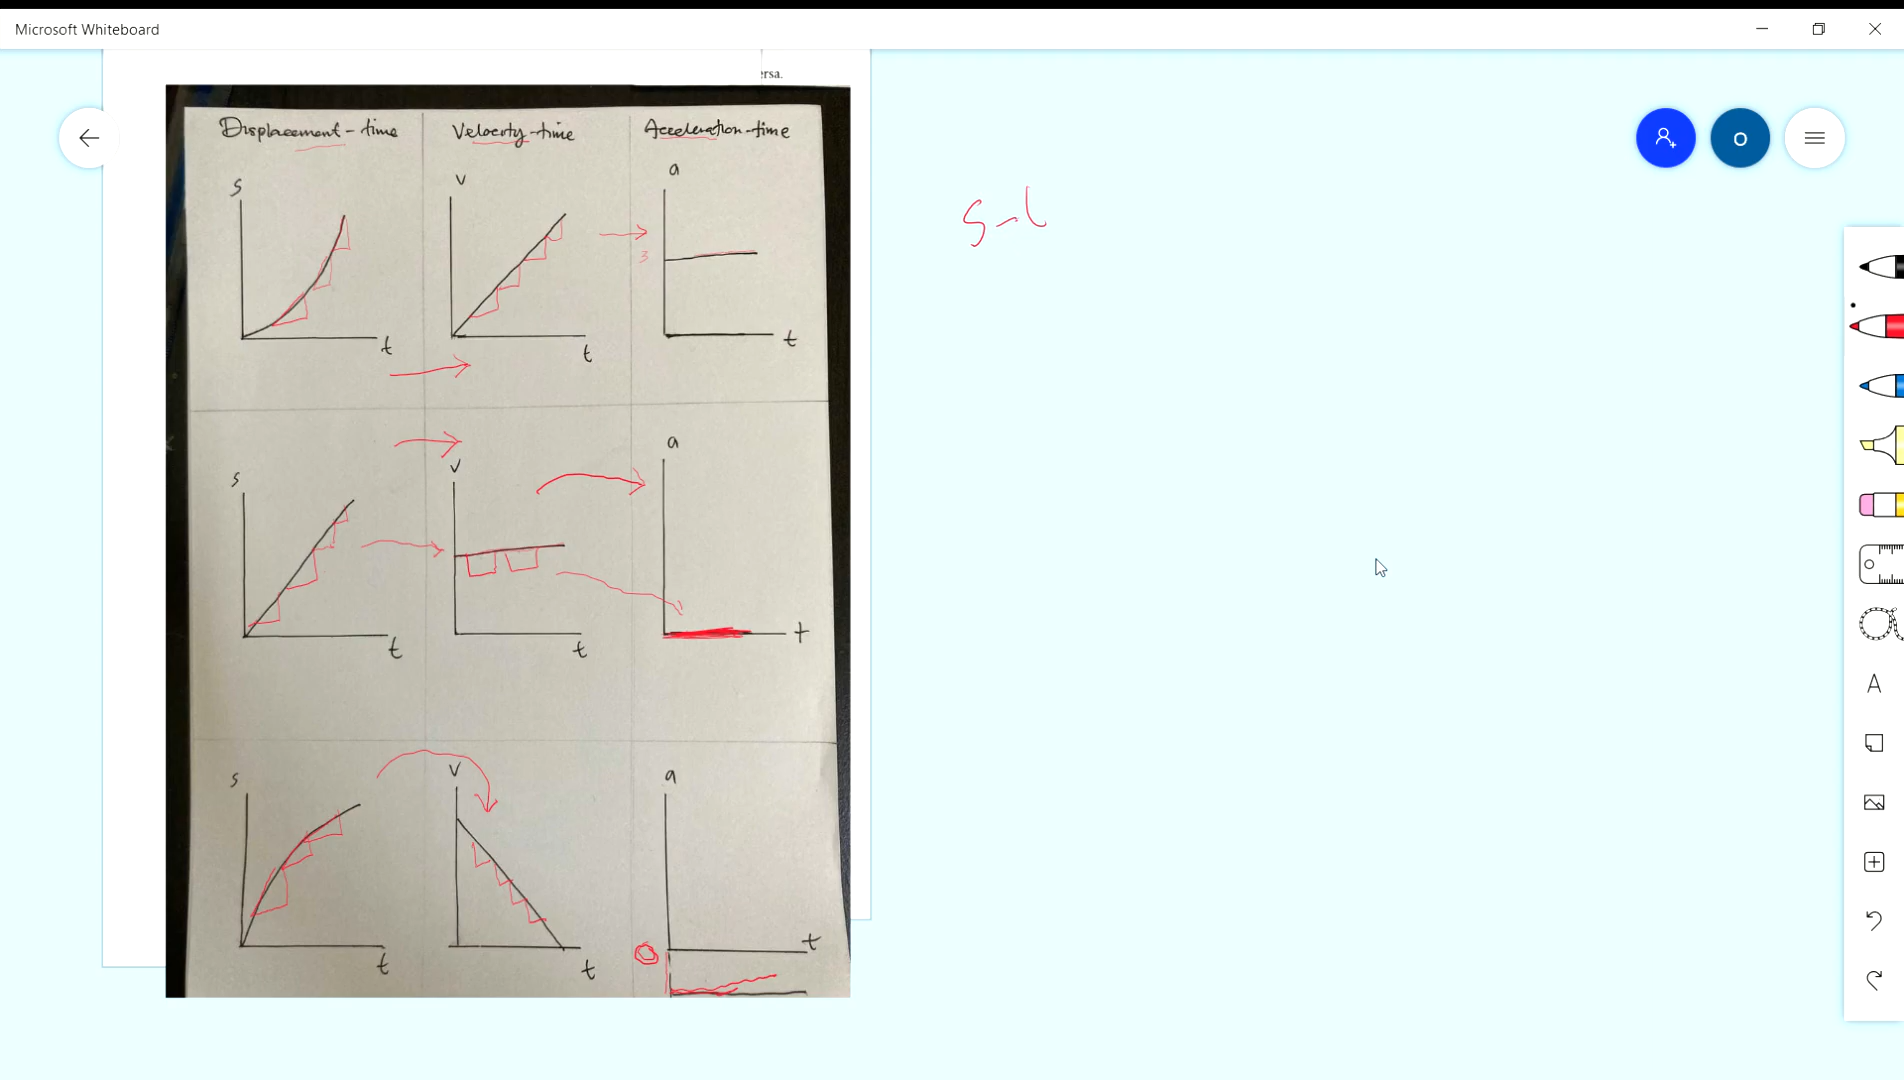 Microsoft Whiteboard
ersa.
Displacement-time Velocity-time Acceleration-time
s v a
3
t t t
s v a
t t t
s v a
t t t
O
s-t
A